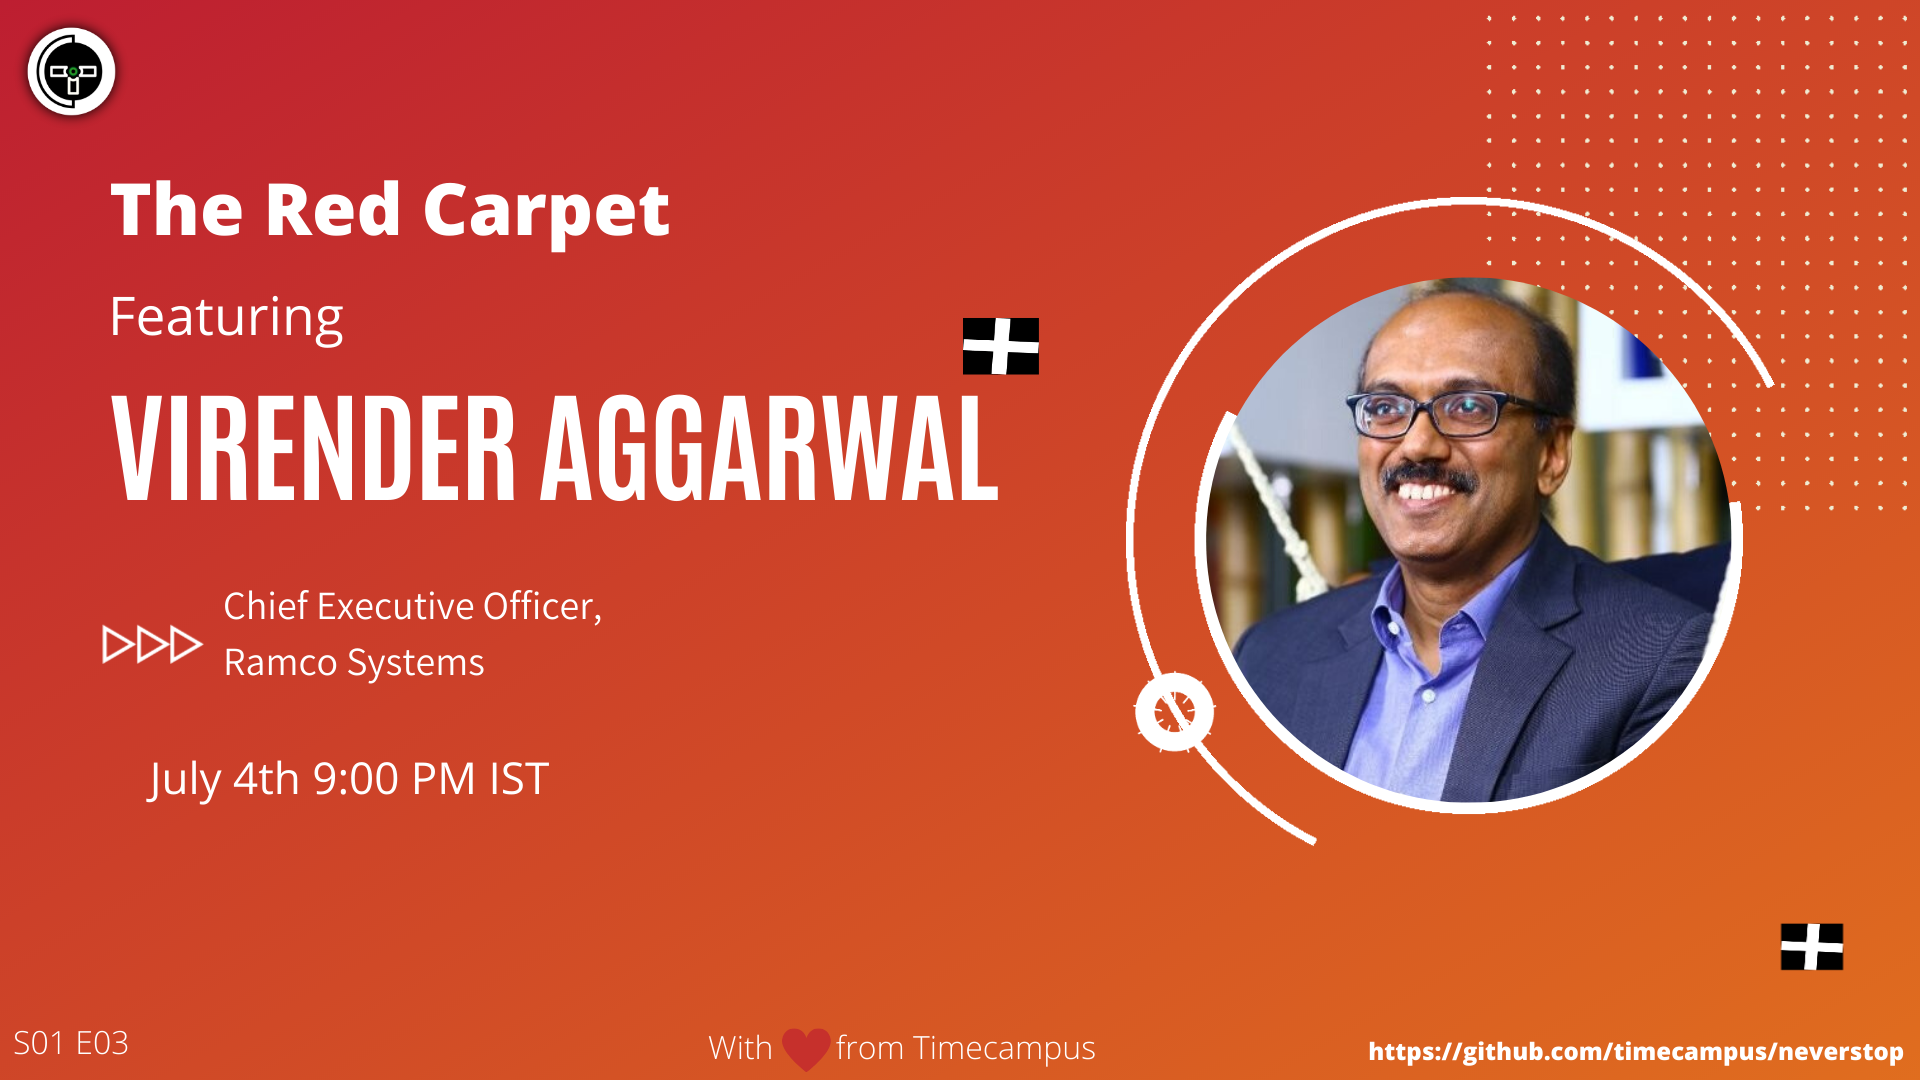 The Red Carpet
Featuring
VIRENDER AGGARWAL
Chief Executive Officer,
Ramco Systems
July 4th 9:00 PM IST
S01 E03
With from Timecampus
https://github.com/timecampus/neverstop